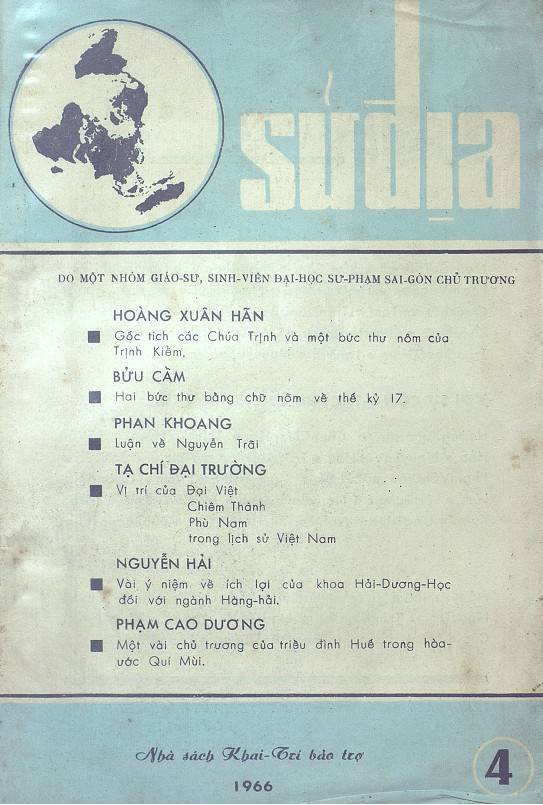 sửđịa
DO MỘT NHÓM GIÁO-SƯ, SINH-VIÊN ĐẠI-HỌC SƯ-PHẠM SAI-GÒN CHỦ TRƯƠNG
HOÀNG XUÂN HÃN
Gốc tích các Chúa Trịnh và một bức thư nôm của
Trịnh Kiểm.
BỬU CẦM
Hai bức thư bằng chữ nôm về thế kỷ 17.
PHAN KHOANG
Luận về Nguyễn Trãi
TẠ CHÍ ĐẠI TRƯỜNG
Vị trí của Đại Việt
Chiêm Thành
Phù Nam
trong lịch sử Việt Nam
NGUYỄN HẢI
Vài ý niệm về ích lợi của khoa Hải-Dương-Học
đối với ngành Hàng-hải.
PHẠM CAO DƯƠNG
Một vài chủ trương của triều đình Huế trong hòa-
ước Quí Mùi.
Nhà sách Khai-Trí bảo trợ
1966
4